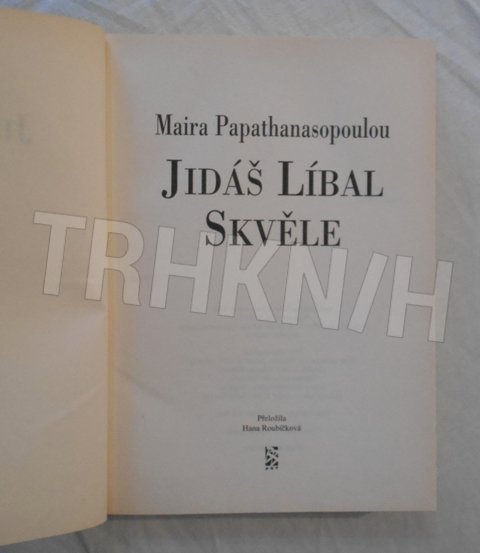 Maira Papathanasopoulou
JIDÁŠ LÍBAL
SKVĚLE
TRHKNIH
Přeložila
Hana Roubíčková